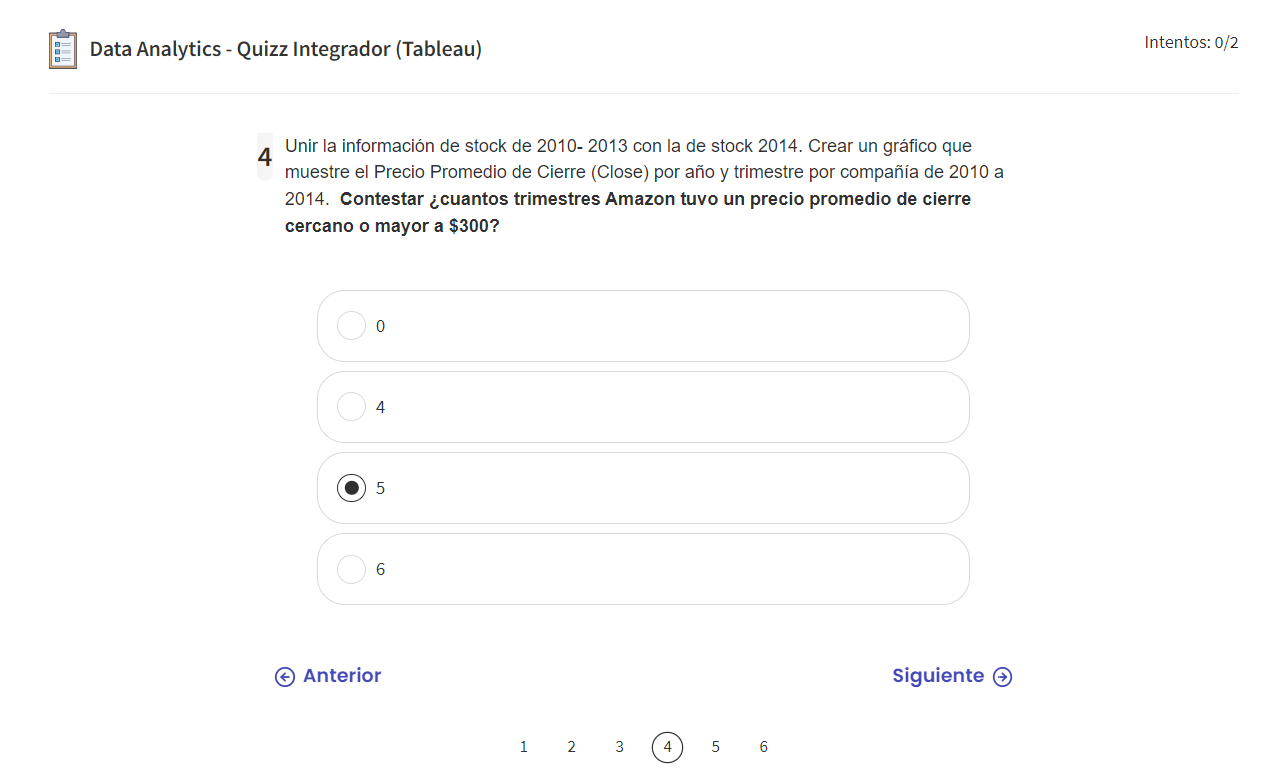 Data Analytics - Quizz Integrador (Tableau)
Intentos: 0/2
4
Unir la información de stock de 2010- 2013 con la de stock 2014. Crear un gráfico que
muestre el Precio Promedio de Cierre (Close) por año y trimestre por compañía de 2010 a
2014. Contestar ¿cuantos trimestres Amazon tuvo un precio promedio de cierre
cercano o mayor a $300?
0
4
5
6
Anterior
Siguiente
1 2 3 4 5 6